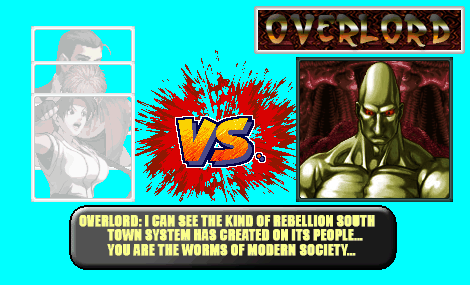 OVERLORD
VS.
OVERLORD: I CAN SEE THE KIND OF REBELLION SOUTH
TOWN SYSTEM HAS CREATED ON ITS PEOPLE...
YOU ARE THE WORMS OF MODERN SOCIETY...